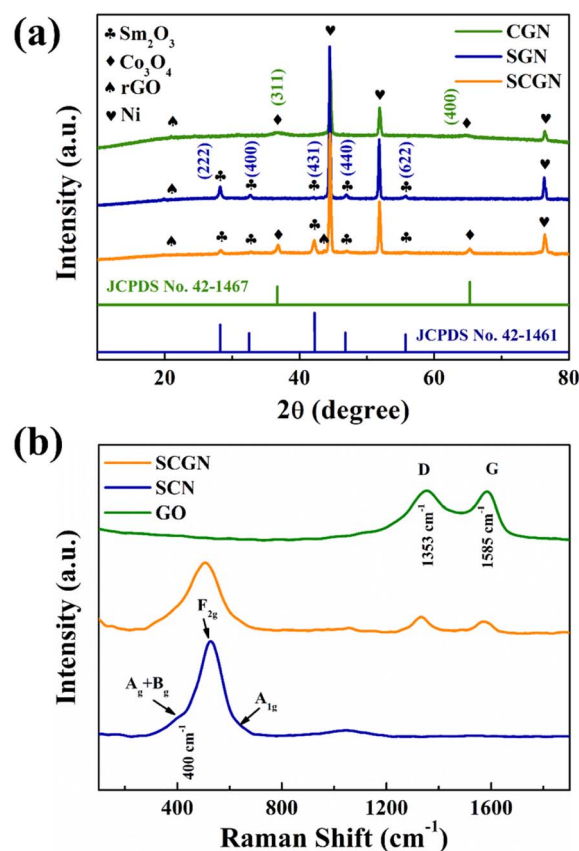 (a)
♣ Sm₂O₃
♦ Co₃O₄
♠ rGO
♥ Ni
CGN
SGN
SCGN
(311)
(400)
(222)
(400)
(431)
(440)
(622)
JCPDS No. 42-1467
JCPDS No. 42-1461
Intensity (a.u.)
20
40
60
80
2θ (degree)
(b)
SCGN
SCN
GO
D
G
1353 cm⁻¹
1585 cm⁻¹
F₂g
Ag+Bg
A₁g
400 cm⁻¹
Intensity (a.u.)
400
800
1200
1600
Raman Shift (cm⁻¹)